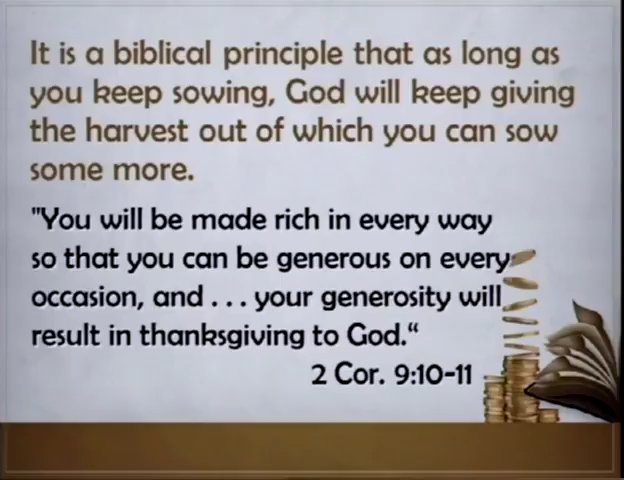 It is a biblical principle that as long as
you keep sowing, God will keep giving
the harvest out of which you can sow
some more.
"You will be made rich in every way
so that you can be generous on every
occasion, and . . . your generosity will
result in thanksgiving to God.“
2 Cor. 9:10-11